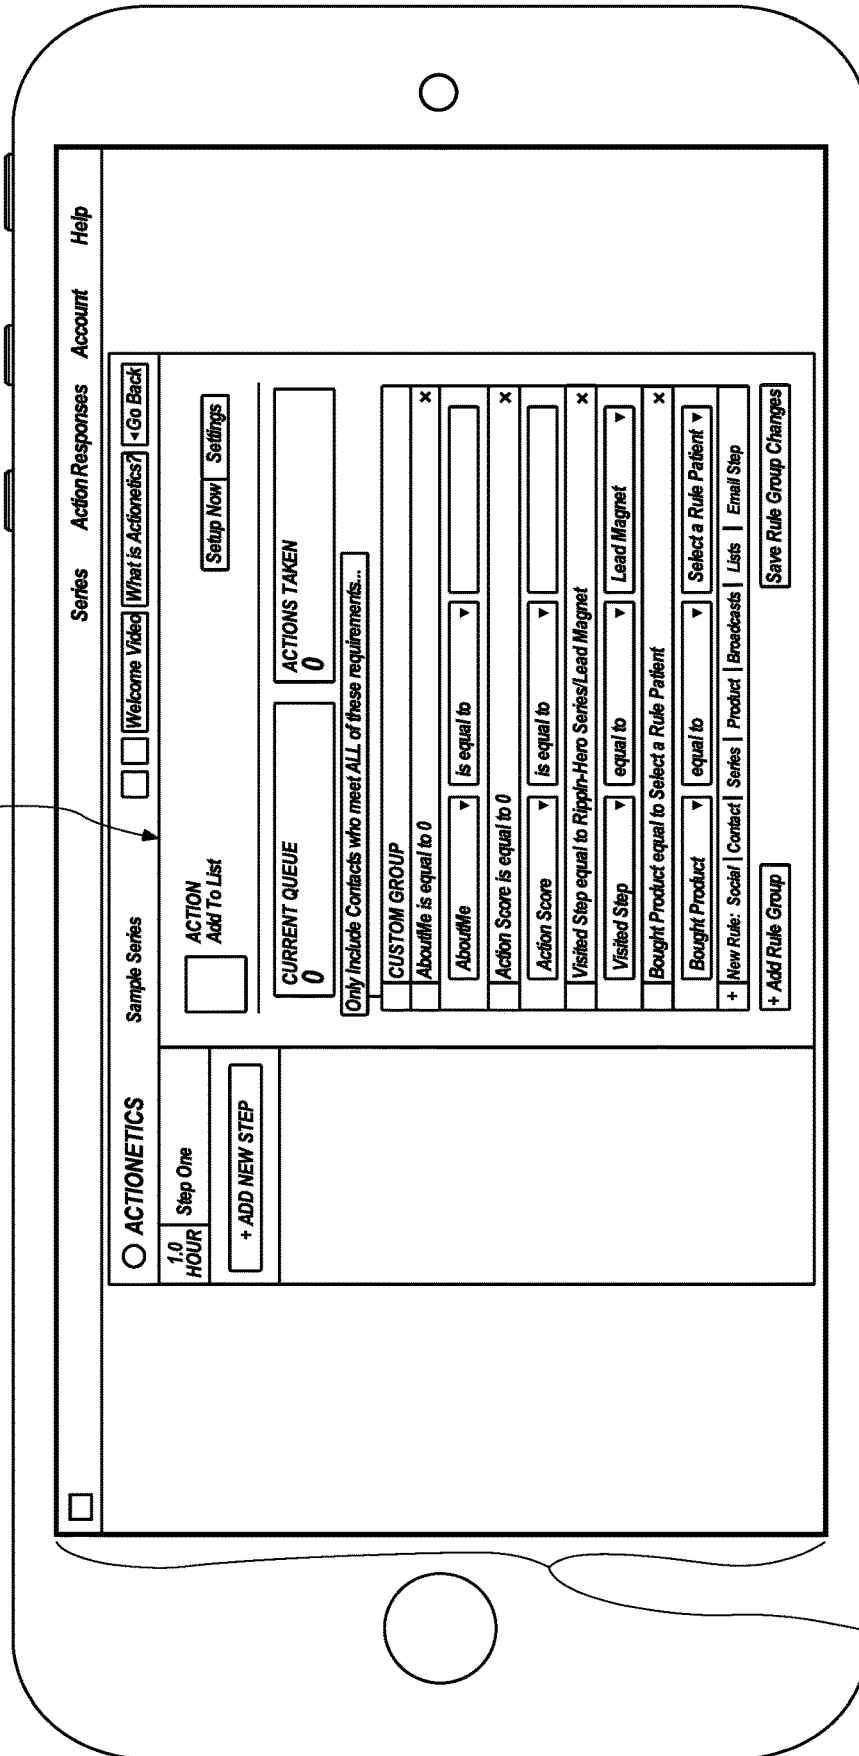 Series Action Responses Account Help
ACTIONETICS Sample Series Welcome Video What is Actionetics? ◂Go Back
1.0 HOUR Step One
+ ADD NEW STEP
ACTION
Add To List
Setup Now Settings
CURRENT QUEUE ACTIONS TAKEN
0 0
Only Include Contacts who meet ALL of these requirements...
CUSTOM GROUP
AboutMe is equal to 0 ×
AboutMe ▾ is equal to ▾
Action Score is equal to 0 ×
Action Score ▾ is equal to ▾
Visited Step equal to RippIn-Hero Series/Lead Magnet ×
Visited Step ▾ equal to ▾ Lead Magnet ▾
Bought Product equal to Select a Rule Patient ×
Bought Product ▾ equal to ▾ Select a Rule Patient ▾
+ New Rule: Social | Contact | Series | Product | Broadcasts | Lists | Email Step
+ Add Rule Group Save Rule Group Changes